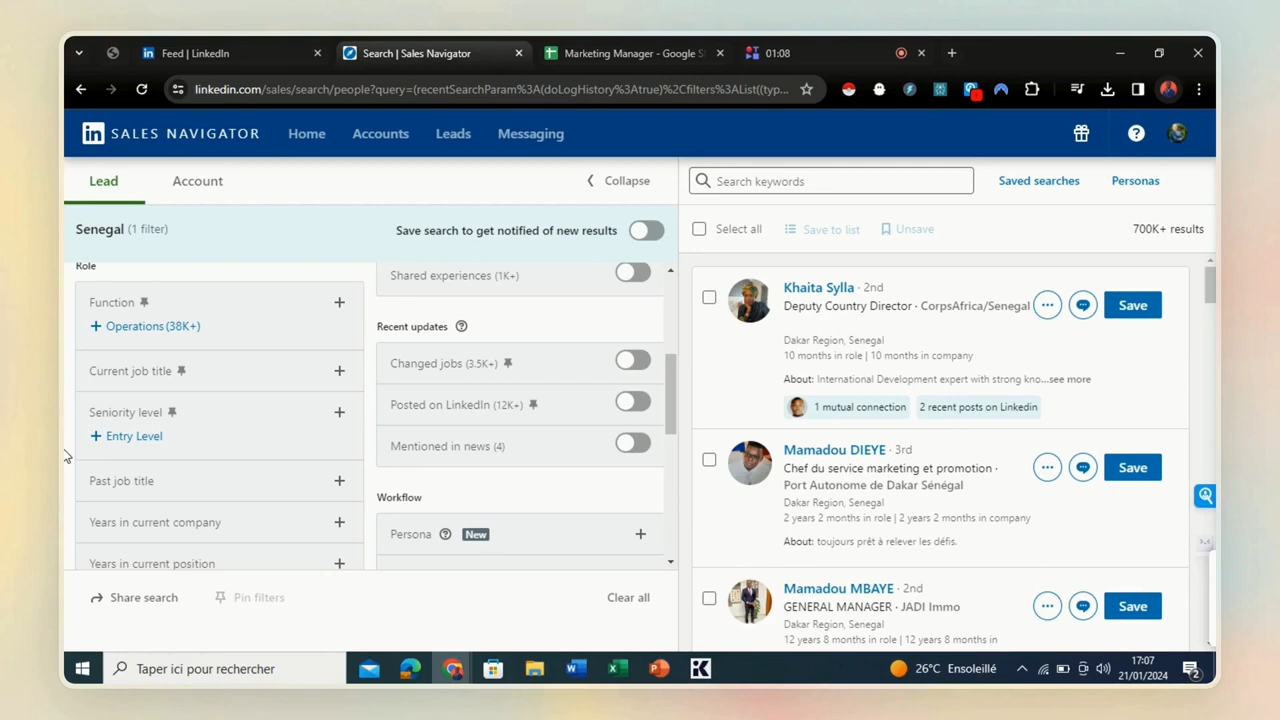 Feed | LinkedIn
Search | Sales Navigator
Marketing Manager - Google S
01:08
linkedin.com/sales/search/people?query=(recentSearchParam%3A(doLogHistory%3Atrue)%2Cfilters%3AList((typ...
in SALES NAVIGATOR
Home
Accounts
Leads
Messaging
Lead
Account
Collapse
Search keywords
Saved searches
Personas
Senegal (1 filter)
Save search to get notified of new results
Select all
Save to list
Unsave
700K+ results
Role
Function
+ Operations (38K+)
Current job title
Seniority level
+ Entry Level
Past job title
Years in current company
Years in current position
Shared experiences (1K+)
Recent updates
Changed jobs (3.5K+)
Posted on LinkedIn (12K+)
Mentioned in news (4)
Workflow
Persona
New
Share search
Pin filters
Clear all
Khaita Sylla · 2nd
Deputy Country Director · CorpsAfrica/Senegal
Save
Dakar Region, Senegal
10 months in role | 10 months in company
About: International Development expert with strong kno...see more
1 mutual connection
2 recent posts on Linkedin
Mamadou DIEYE · 3rd
Chef du service marketing et promotion ·
Port Autonome de Dakar Sénégal
Save
Dakar Region, Senegal
2 years 2 months in role | 2 years 2 months in company
About: toujours prêt à relever les défis.
Mamadou MBAYE · 2nd
GENERAL MANAGER · JADI Immo
Save
Dakar Region, Senegal
12 years 8 months in role | 12 years 8 months in
Taper ici pour rechercher
26°C Ensoleillé
17:07
21/01/2024
2